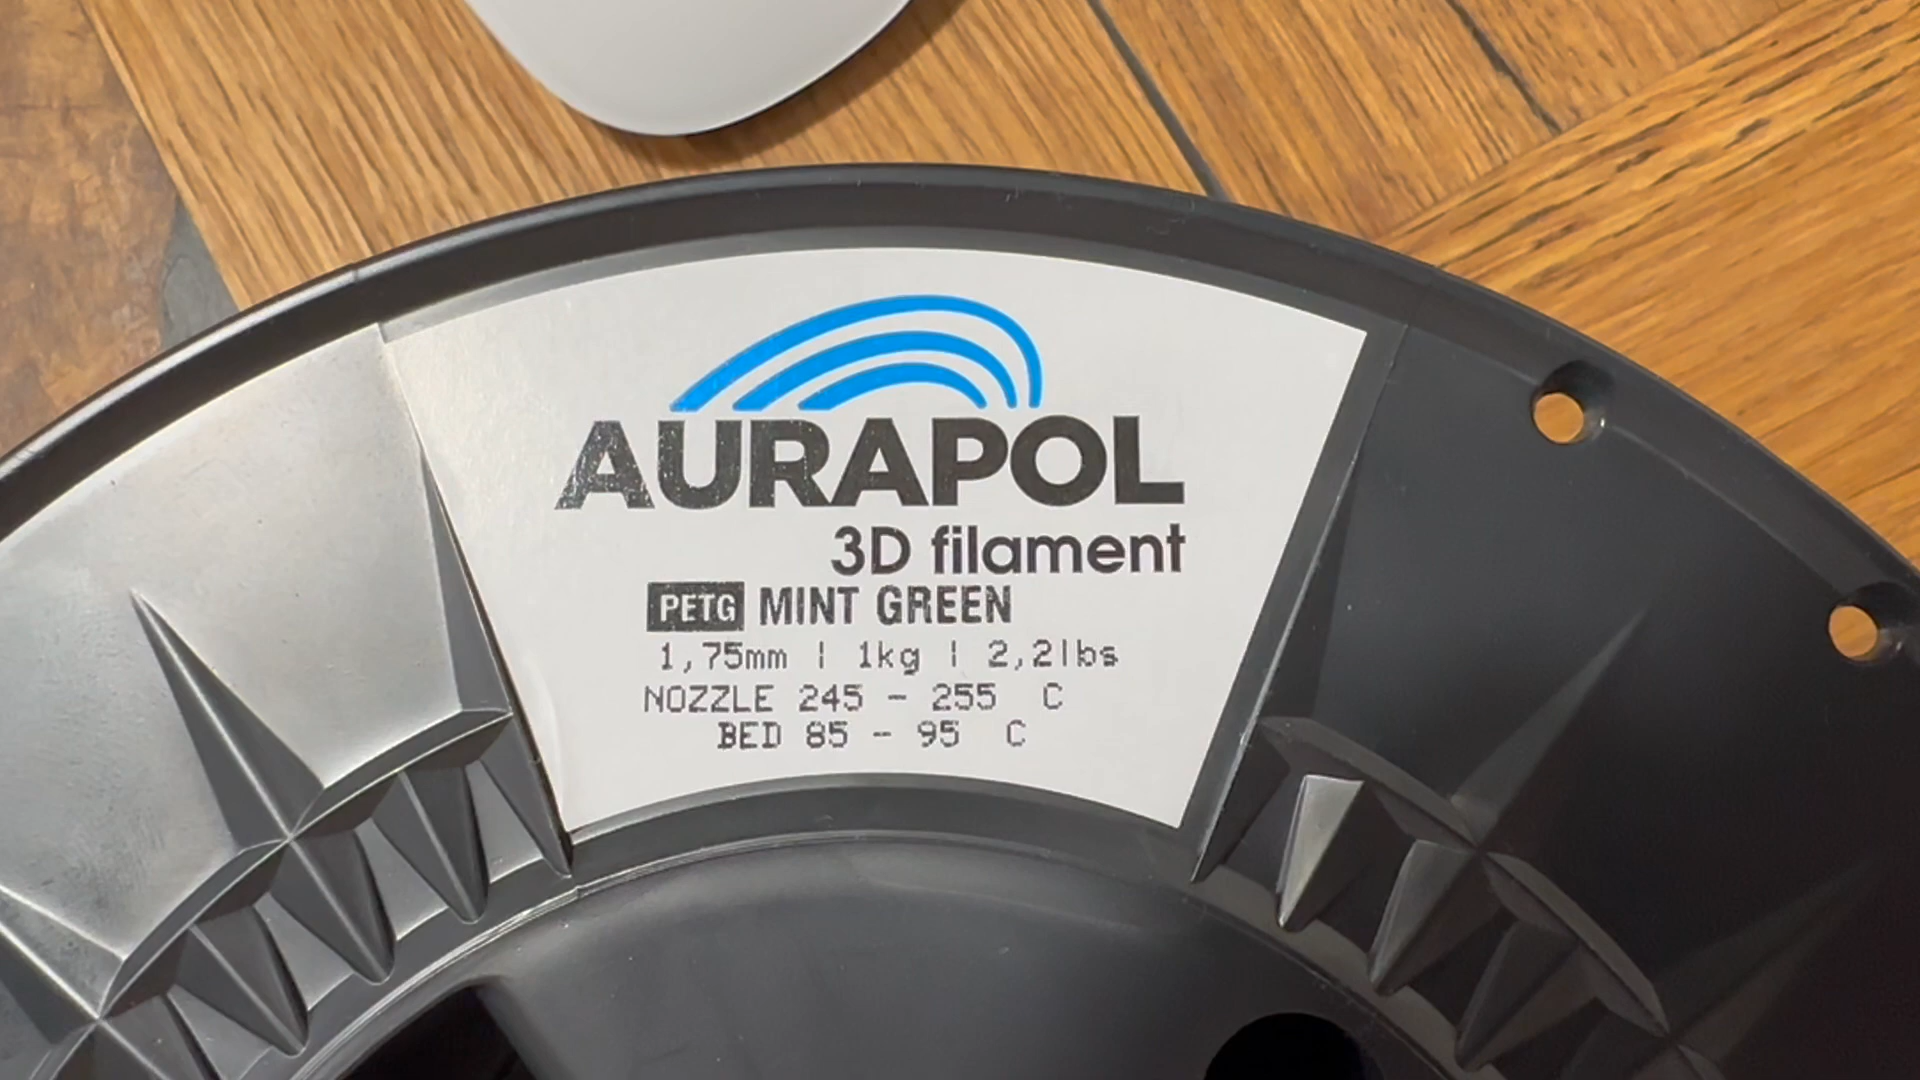 AURAPOL
3D filament
PETG MINT GREEN
1,75mm | 1kg | 2,2lbs
NOZZLE 245 - 255 C
BED 85 - 95 C